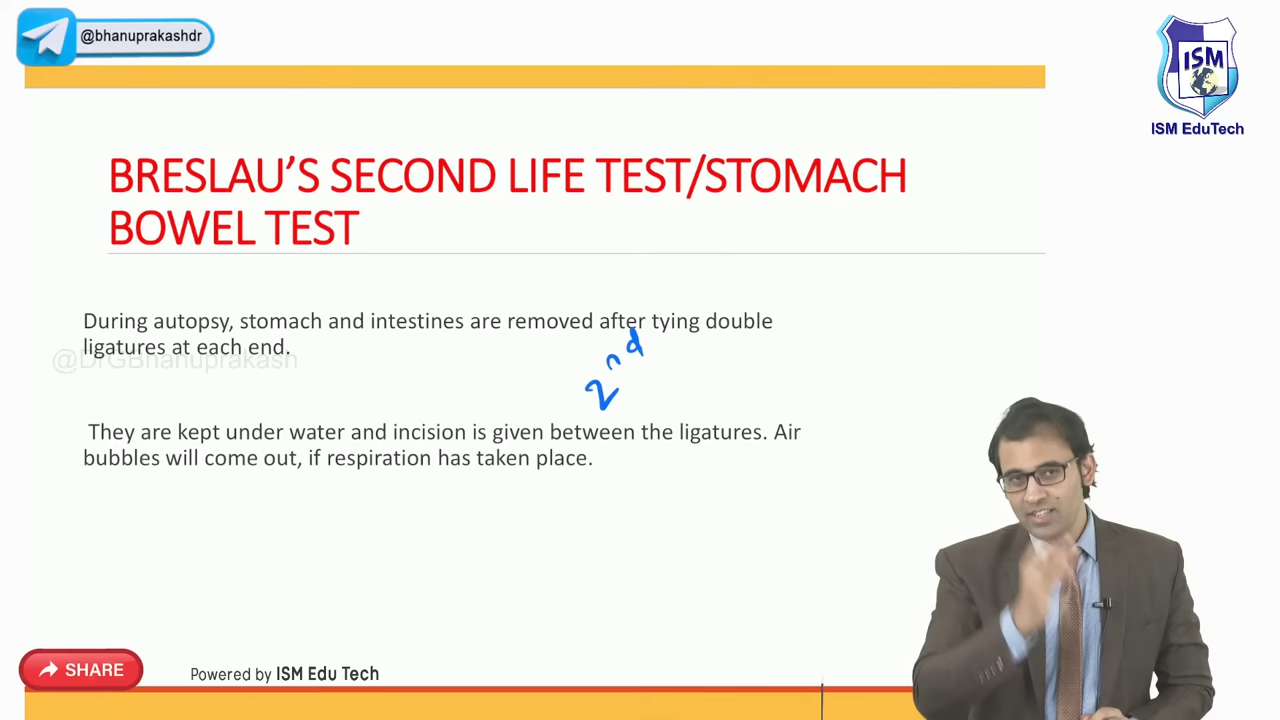 @bhanuprakashdr
ISM
ISM EduTech
BRESLAU'S SECOND LIFE TEST/STOMACH
BOWEL TEST
During autopsy, stomach and intestines are removed after tying double
ligatures at each end.
@DrGBhanuprakash
2nd
They are kept under water and incision is given between the ligatures. Air
bubbles will come out, if respiration has taken place.
SHARE
Powered by ISM Edu Tech